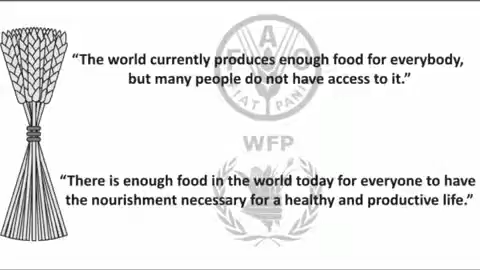 “The world currently produces enough food for everybody,
but many people do not have access to it.”
F A O
FIAT PANIS
WFP
“There is enough food in the world today for everyone to have
the nourishment necessary for a healthy and productive life.”